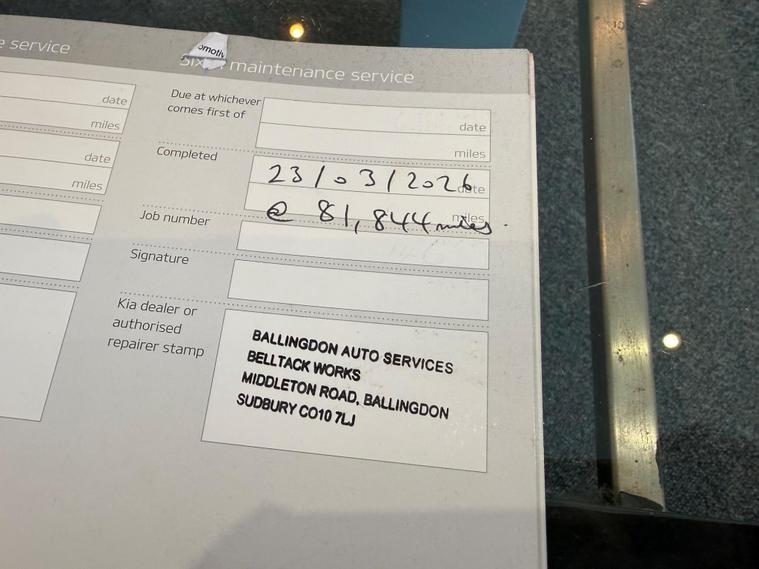 e service
omotiv
Sixth maintenance service
date
miles
date
miles
Due at whichever
comes first of
date
miles
Completed
23/03/2026
date
@ 81,844 miles.
miles
Job number
Signature
Kia dealer or
authorised
repairer stamp
BALLINGDON AUTO SERVICES
BELLTACK WORKS
MIDDLETON ROAD, BALLINGDON
SUDBURY CO10 7LJ